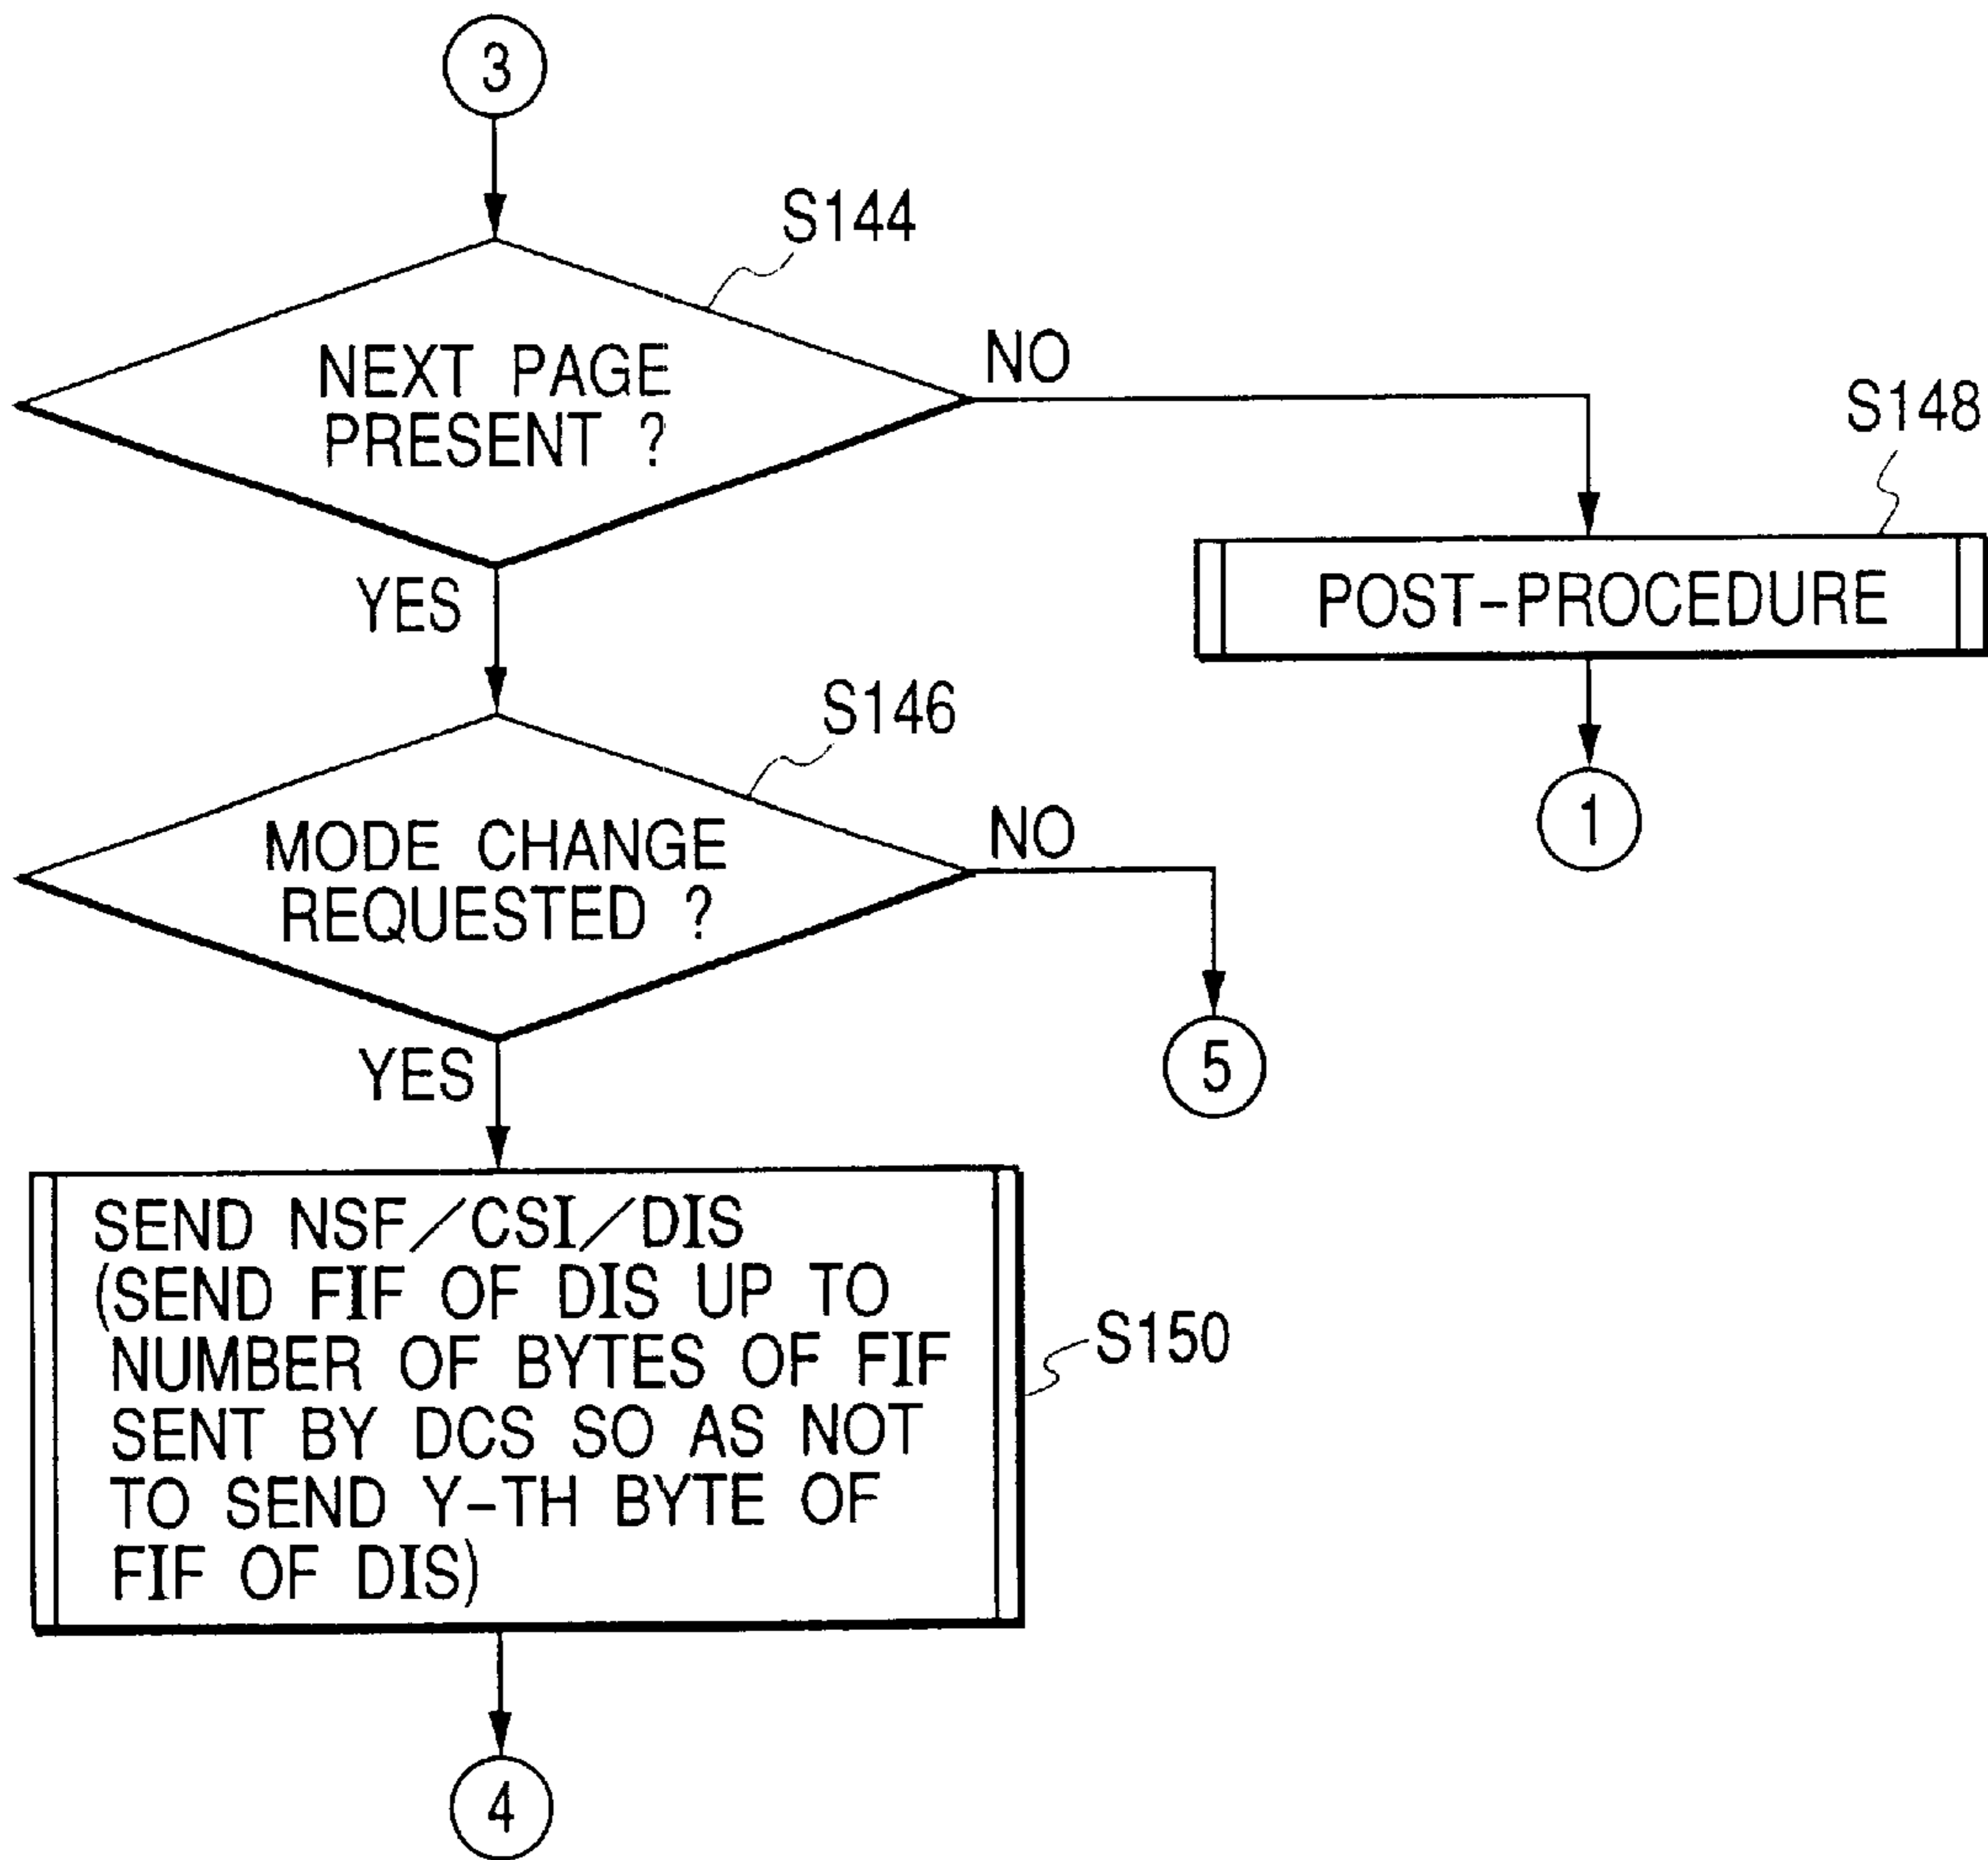 3
S144
NEXT PAGE
PRESENT ?
NO
S148
YES
POST-PROCEDURE
S146
1
MODE CHANGE
REQUESTED ?
NO
YES
5
SEND NSF/CSI/DIS
(SEND FIF OF DIS UP TO
NUMBER OF BYTES OF FIF
SENT BY DCS SO AS NOT
TO SEND Y-TH BYTE OF
FIF OF DIS)
S150
4